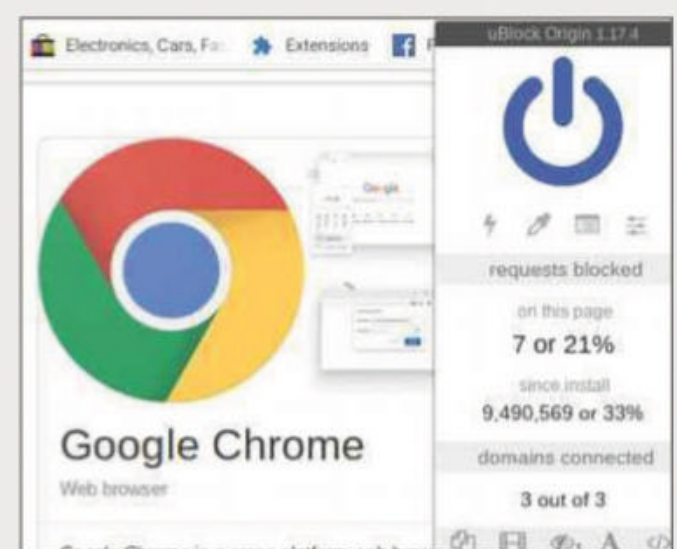 Electronics, Cars, Fa
Extensions
uBlock Origin 1.17.4
Google
requests blocked
on this page
7 or 21%
since install
9,490,569 or 33%
domains connected
3 out of 3
Google Chrome
Web browser